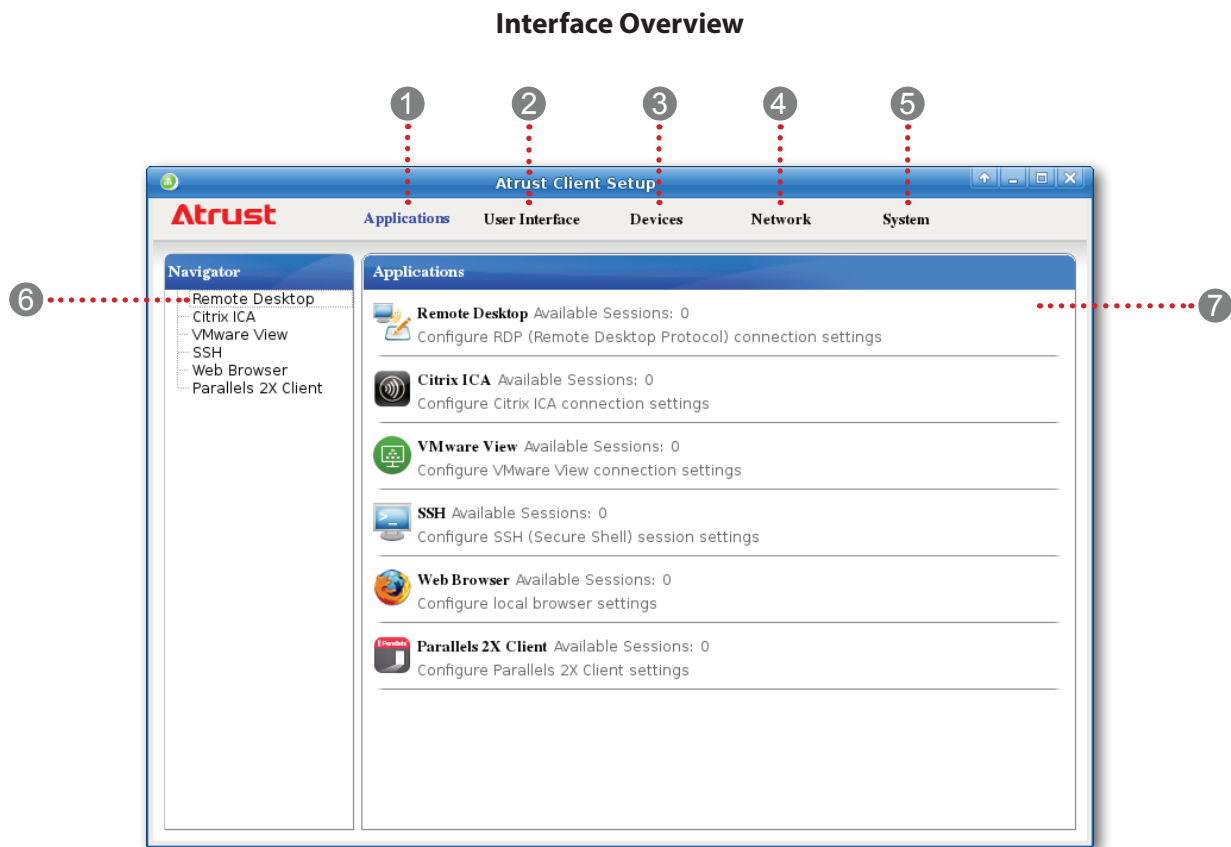 Interface Overview
1 2 3 4 5
Atrust Client Setup
Atrust Applications User Interface Devices Network System
Navigator
6
Remote Desktop
Citrix ICA
VMware View
SSH
Web Browser
Parallels 2X Client
Applications
7
Remote Desktop Available Sessions: 0
Configure RDP (Remote Desktop Protocol) connection settings
Citrix ICA Available Sessions: 0
Configure Citrix ICA connection settings
VMware View Available Sessions: 0
Configure VMware View connection settings
>_
SSH Available Sessions: 0
Configure SSH (Secure Shell) session settings
Web Browser Available Sessions: 0
Configure local browser settings
Parallels
Parallels 2X Client Available Sessions: 0
Configure Parallels 2X Client settings